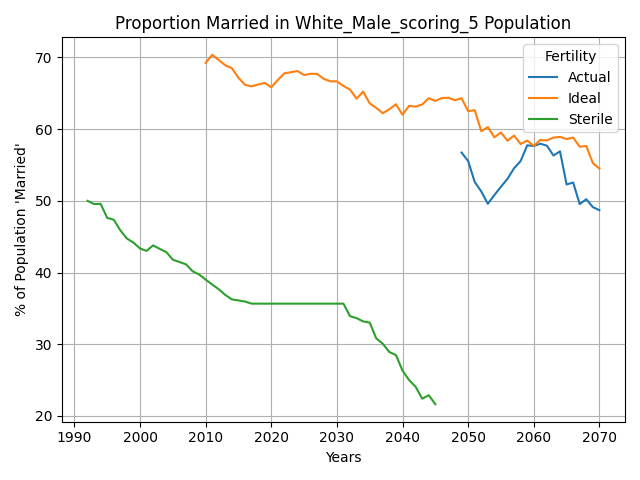 Proportion Married in White_Male_scoring_5 Population
% of Population 'Married'
70
60
50
40
30
20
Fertility
Actual
Ideal
Sterile
1990 2000 2010 2020 2030 2040 2050 2060 2070
Years